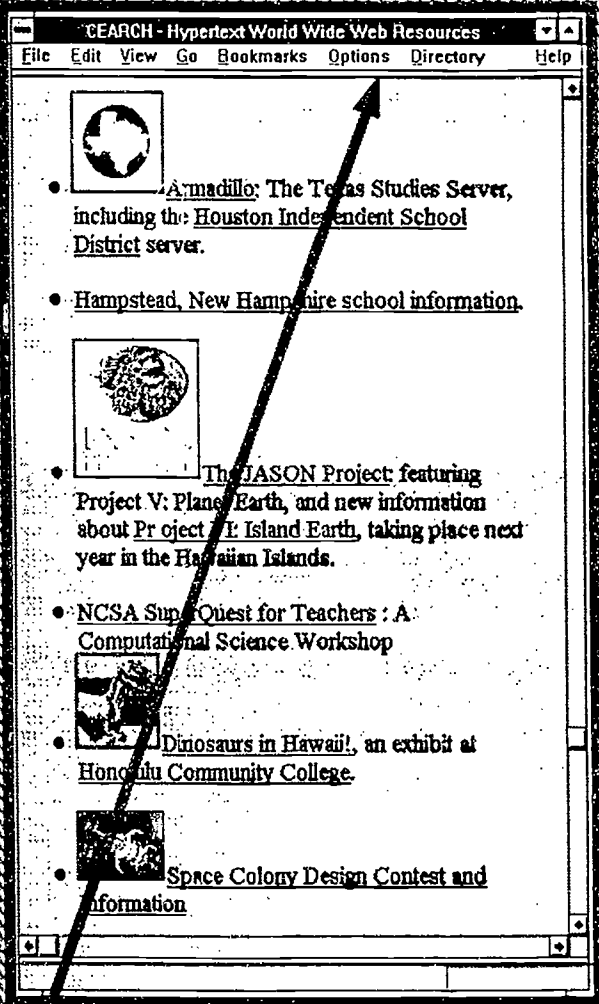 CEARCH - Hypertext World Wide Web Resources
File Edit View Go Bookmarks Options Directory Help
Armadillo: The Texas Studies Server,
including the Houston Independent School
District server.
Hampstead, New Hampshire school information.
The JASON Project: featuring
Project V: Planet Earth, and new information
about Project VI: Island Earth, taking place next
year in the Hawaiian Islands.
NCSA SuperQuest for Teachers : A
Computational Science Workshop
Dinosaurs in Hawaii!, an exhibit at
Honolulu Community College.
Space Colony Design Contest and
information